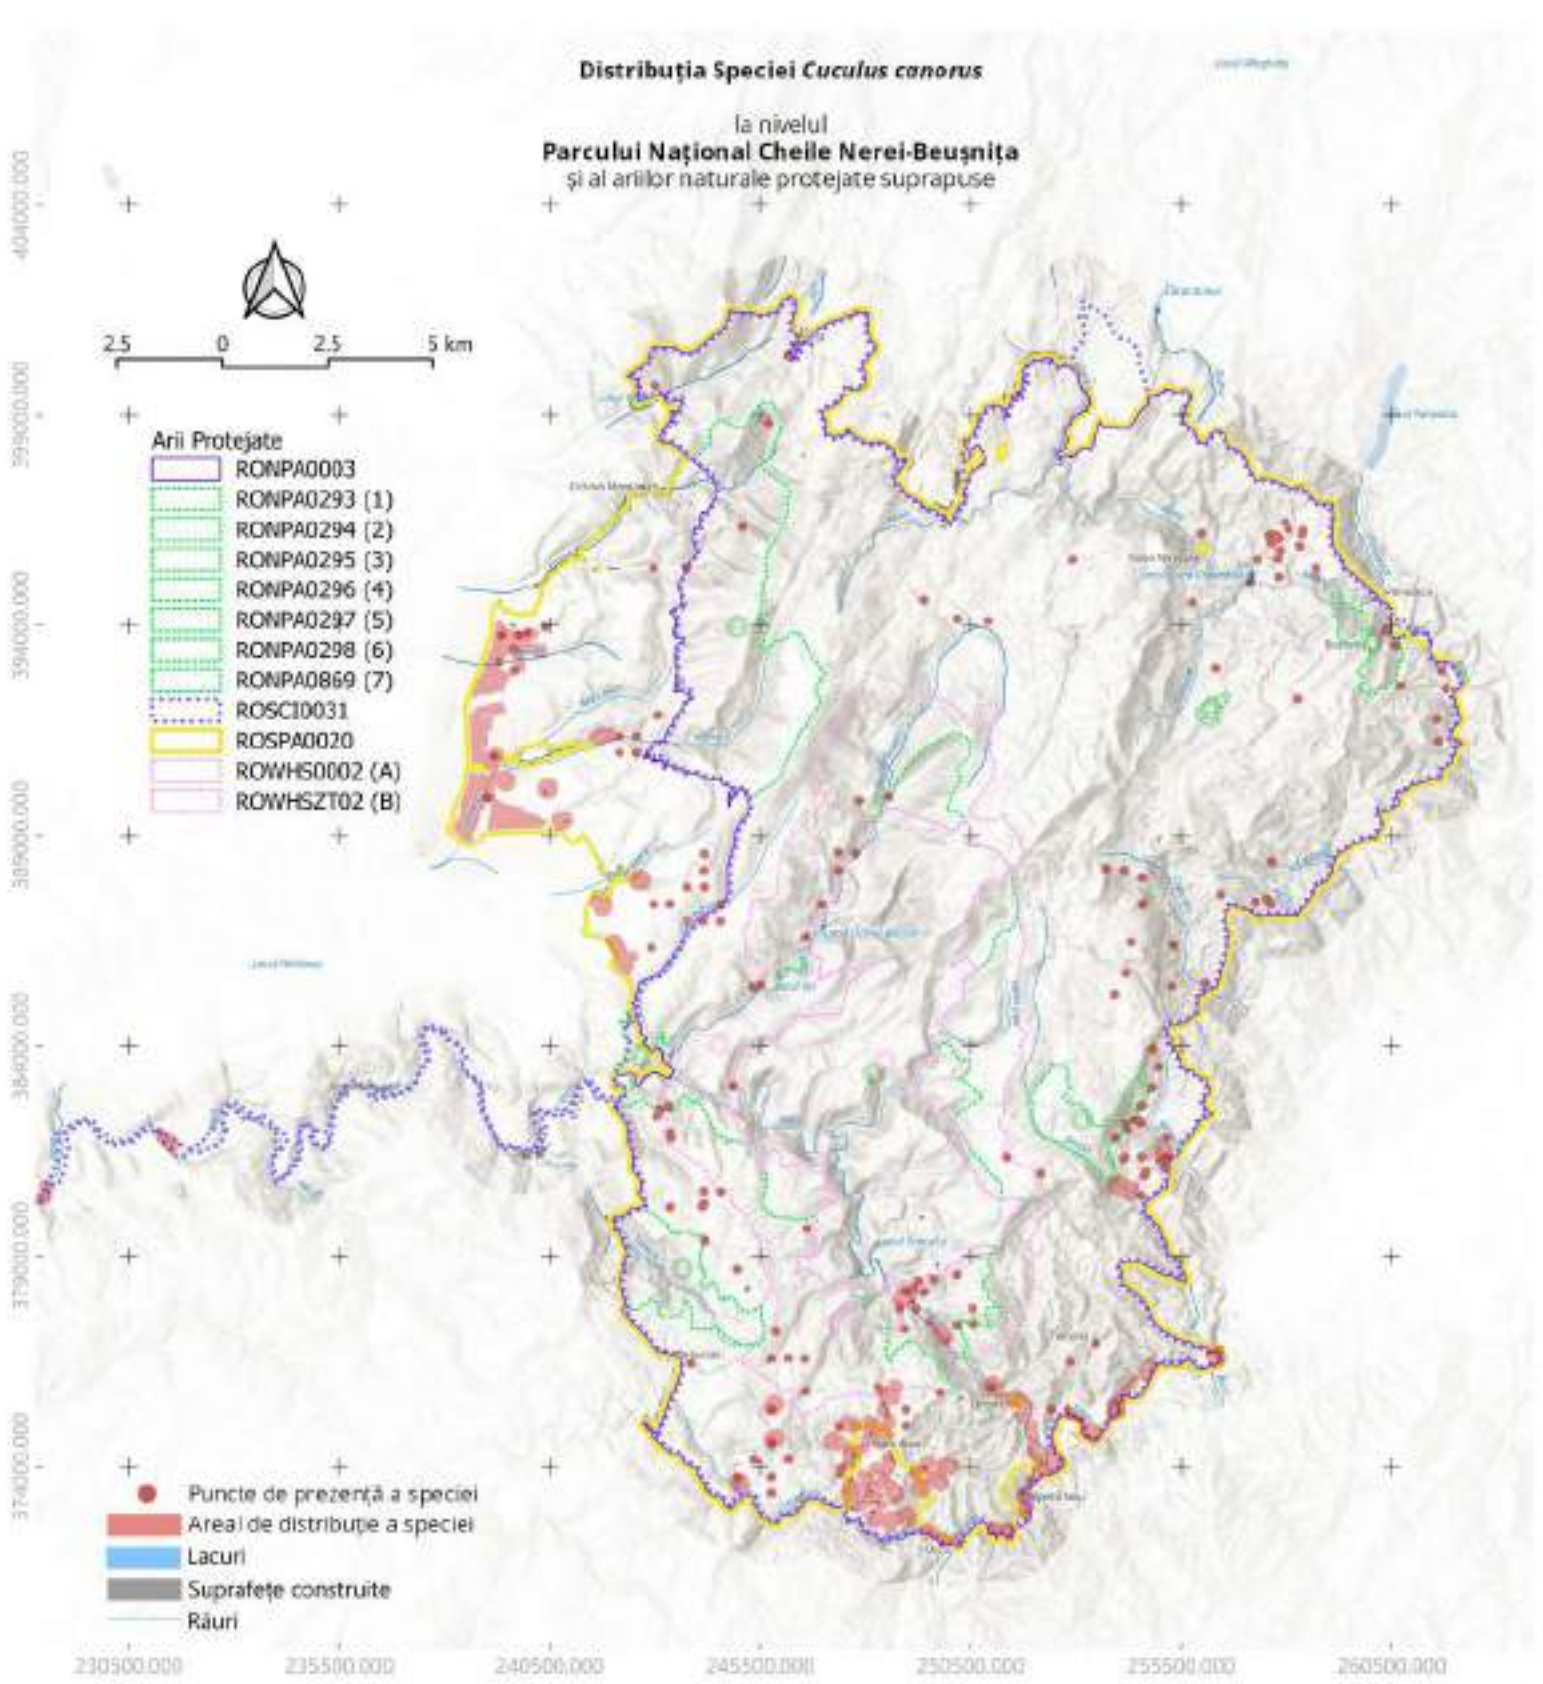 Distribuția Speciei Cuculus canorus
la nivelul
Parcului Național Cheile Nerei-Beușnița
și al ariilor naturale protejate suprapuse
404000.000
399000.000
394000.000
389000.000
384000.000
379000.000
374000.000
2.5 0 2.5 5 km
Arii Protejate
RONPA0003
RONPA0293 (1)
RONPA0294 (2)
RONPA0295 (3)
RONPA0296 (4)
RONPA0297 (5)
RONPA0298 (6)
RONPA0869 (7)
ROSCI0031
ROSPA0020
ROWHS0002 (A)
ROWHSZT02 (B)
Puncte de prezență a speciei
Areal de distribuție a speciei
Lacuri
Suprafețe construite
Râuri
230500.000 235500.000 240500.000 245500.000 250500.000 255500.000 260500.000